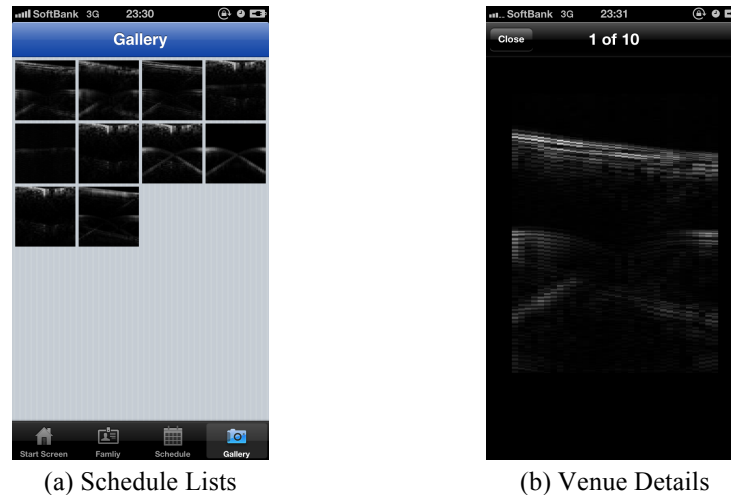 SoftBank 3G 23:30
Gallery
Start Screen Famliy Schedule Gallery
(a) Schedule Lists
SoftBank 3G 23:31
Close 1 of 10
(b) Venue Details